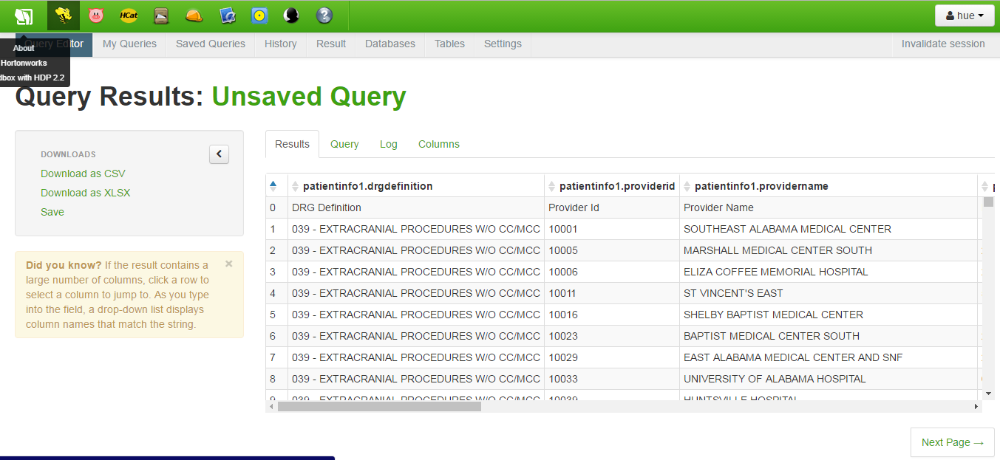 HCat
?
hue
Query Editor My Queries Saved Queries History Result Databases Tables Settings Invalidate session
About
Hortonworks
dbox with HDP 2.2
Query Results: Unsaved Query
DOWNLOADS
Download as CSV
Download as XLSX
Save
Did you know? If the result contains a
large number of columns, click a row to
select a column to jump to. As you type
into the field, a drop-down list displays
column names that match the string.
×
Results Query Log Columns
patientinfo1.drgdefinition patientinfo1.providerid patientinfo1.providername
0 DRG Definition Provider Id Provider Name
1 039 - EXTRACRANIAL PROCEDURES W/O CC/MCC 10001 SOUTHEAST ALABAMA MEDICAL CENTER
2 039 - EXTRACRANIAL PROCEDURES W/O CC/MCC 10005 MARSHALL MEDICAL CENTER SOUTH
3 039 - EXTRACRANIAL PROCEDURES W/O CC/MCC 10006 ELIZA COFFEE MEMORIAL HOSPITAL
4 039 - EXTRACRANIAL PROCEDURES W/O CC/MCC 10011 ST VINCENT'S EAST
5 039 - EXTRACRANIAL PROCEDURES W/O CC/MCC 10016 SHELBY BAPTIST MEDICAL CENTER
6 039 - EXTRACRANIAL PROCEDURES W/O CC/MCC 10023 BAPTIST MEDICAL CENTER SOUTH
7 039 - EXTRACRANIAL PROCEDURES W/O CC/MCC 10029 EAST ALABAMA MEDICAL CENTER AND SNF
8 039 - EXTRACRANIAL PROCEDURES W/O CC/MCC 10033 UNIVERSITY OF ALABAMA HOSPITAL
9 039 - EXTRACRANIAL PROCEDURES W/O CC/MCC 10039 HUNTSVILLE HOSPITAL
Next Page →